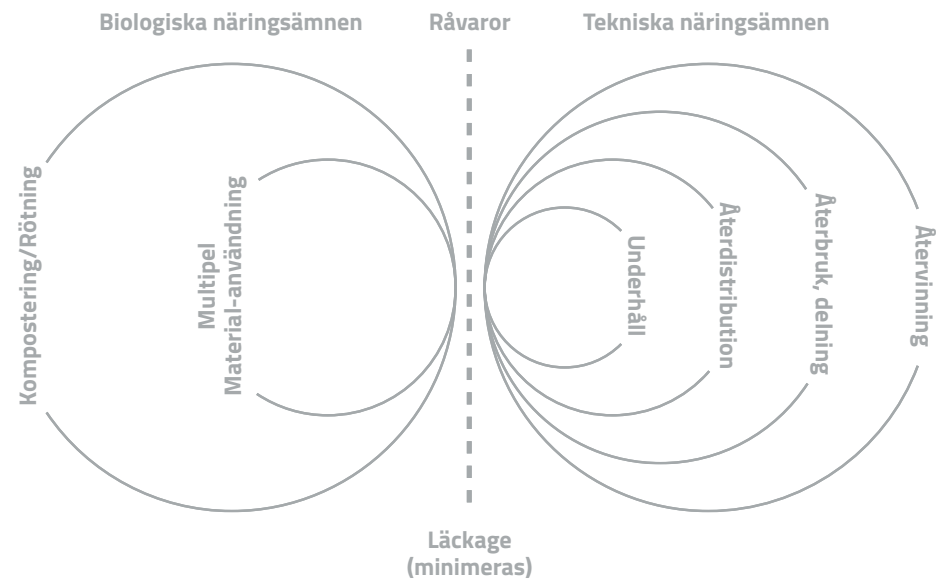 Biologiska näringsämnen
Råvaror
Tekniska näringsämnen
Kompostering/Rötning
Multipel
Material-användning
Underhåll
Återdistribution
Återbruk, delning
Återvinning
Läckage
(minimeras)